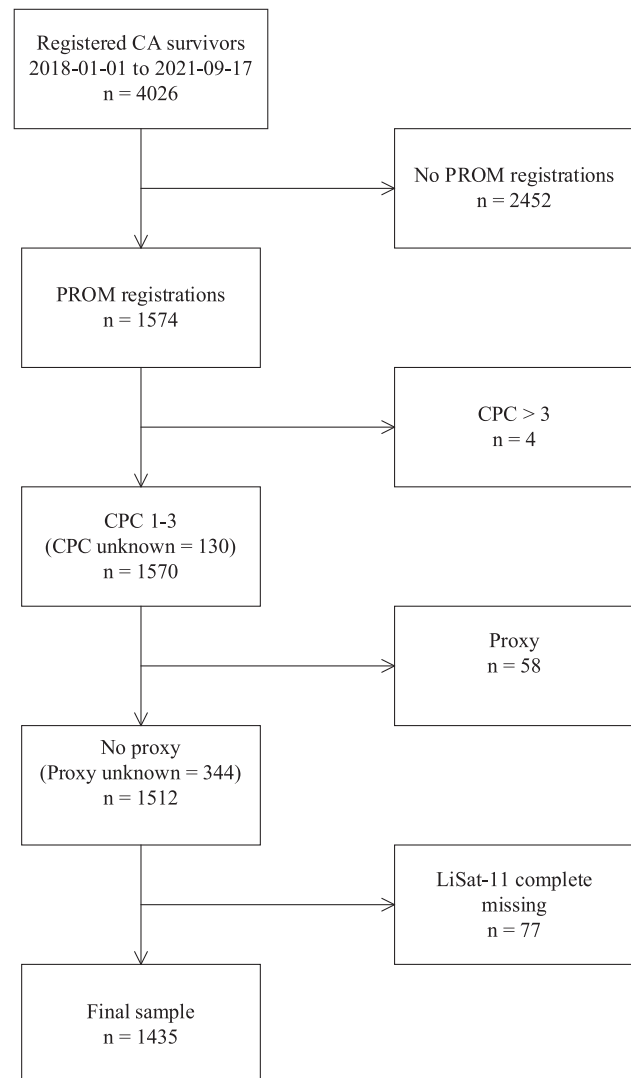 Registered CA survivors
2018-01-01 to 2021-09-17
n = 4026
No PROM registrations
n = 2452
PROM registrations
n = 1574
CPC > 3
n = 4
CPC 1-3
(CPC unknown = 130)
n = 1570
Proxy
n = 58
No proxy
(Proxy unknown = 344)
n = 1512
LiSat-11 complete
missing
n = 77
Final sample
n = 1435